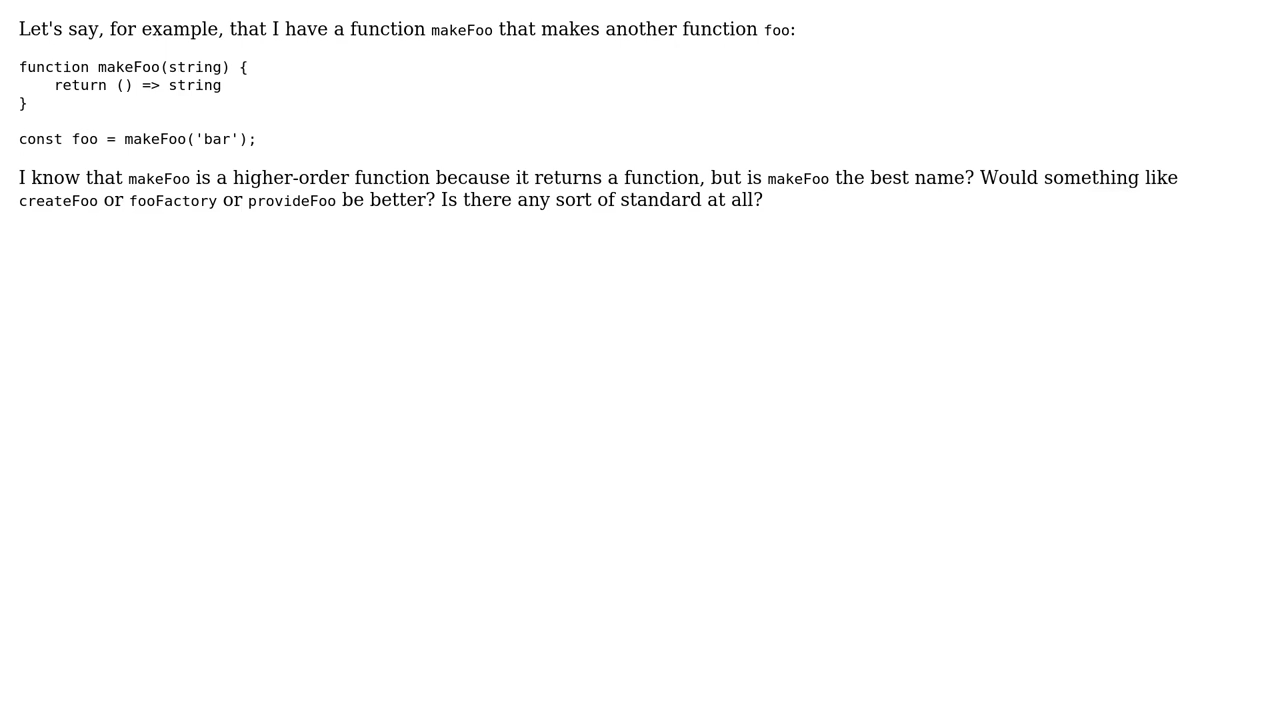 Let's say, for example, that I have a function makeFoo that makes another function foo:
function makeFoo(string) {
    return () => string
}
const foo = makeFoo('bar');
I know that makeFoo is a higher-order function because it returns a function, but is makeFoo the best name? Would something like
createFoo or fooFactory or provideFoo be better? Is there any sort of standard at all?